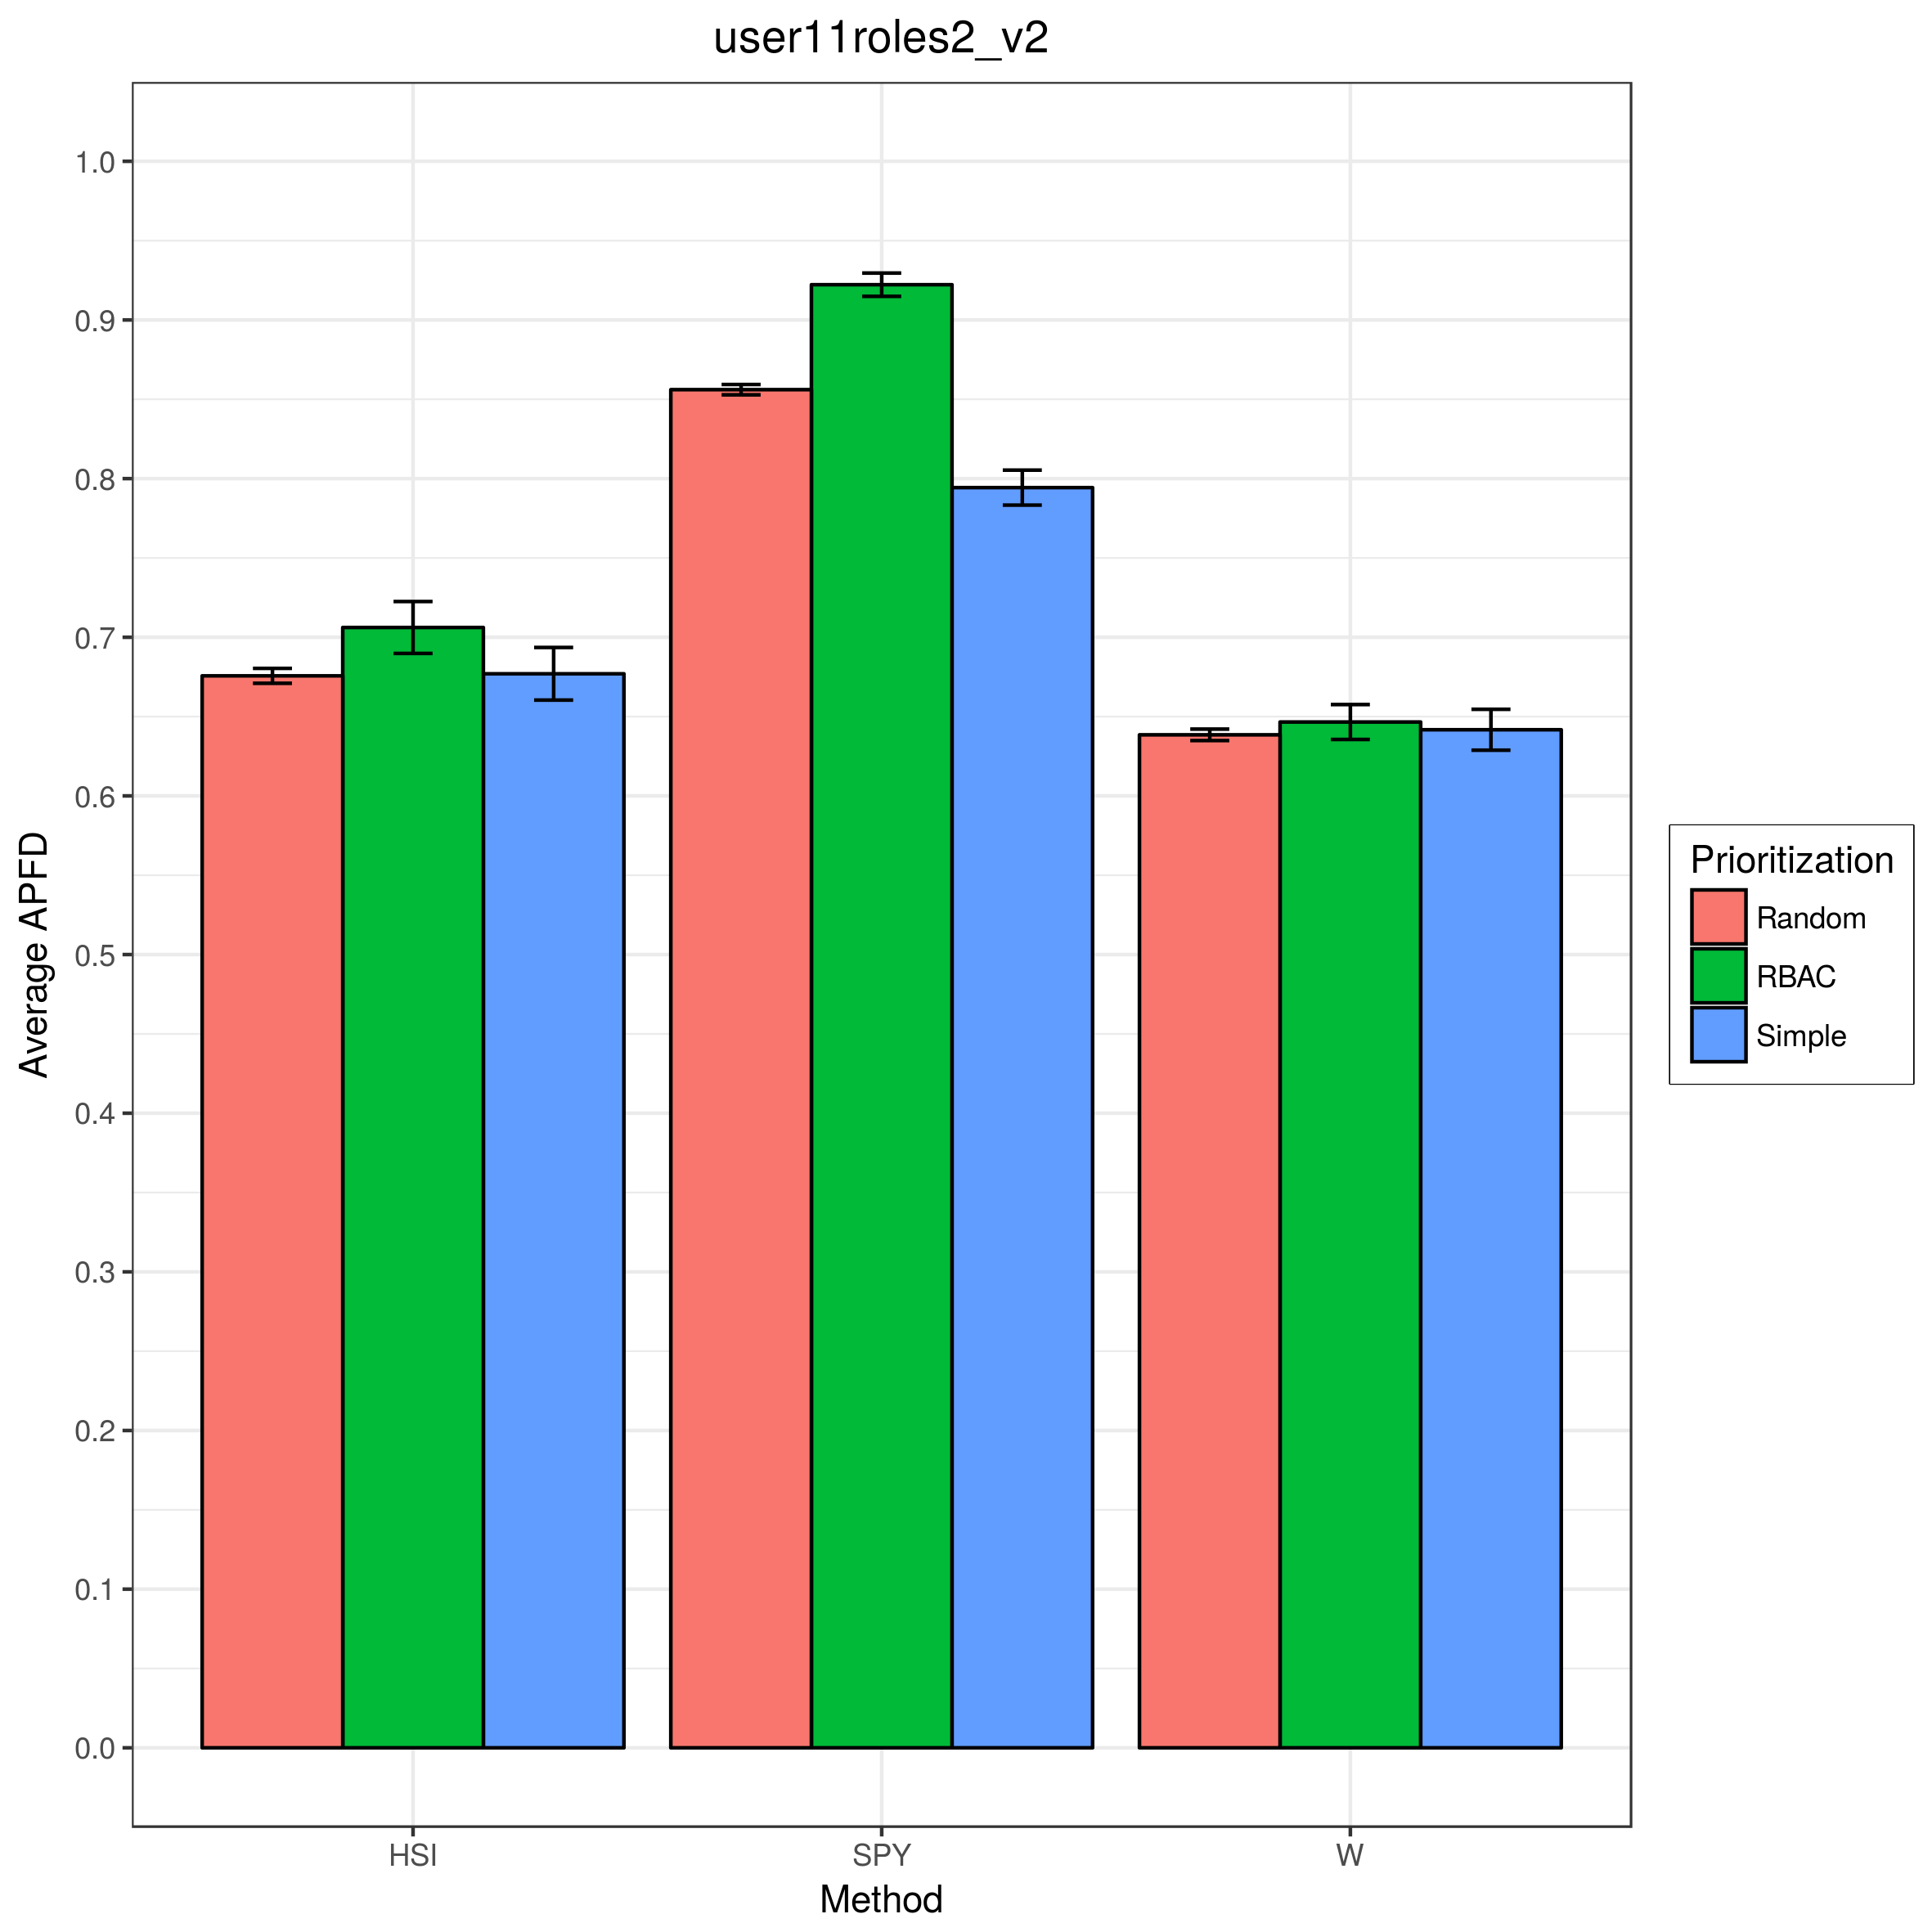 user11roles2_v2
1.0
0.9
0.8
0.7
0.6
0.5
0.4
0.3
0.2
0.1
0.0
Average APFD
HSI
SPY
W
Method
Prioritization
Random
RBAC
Simple